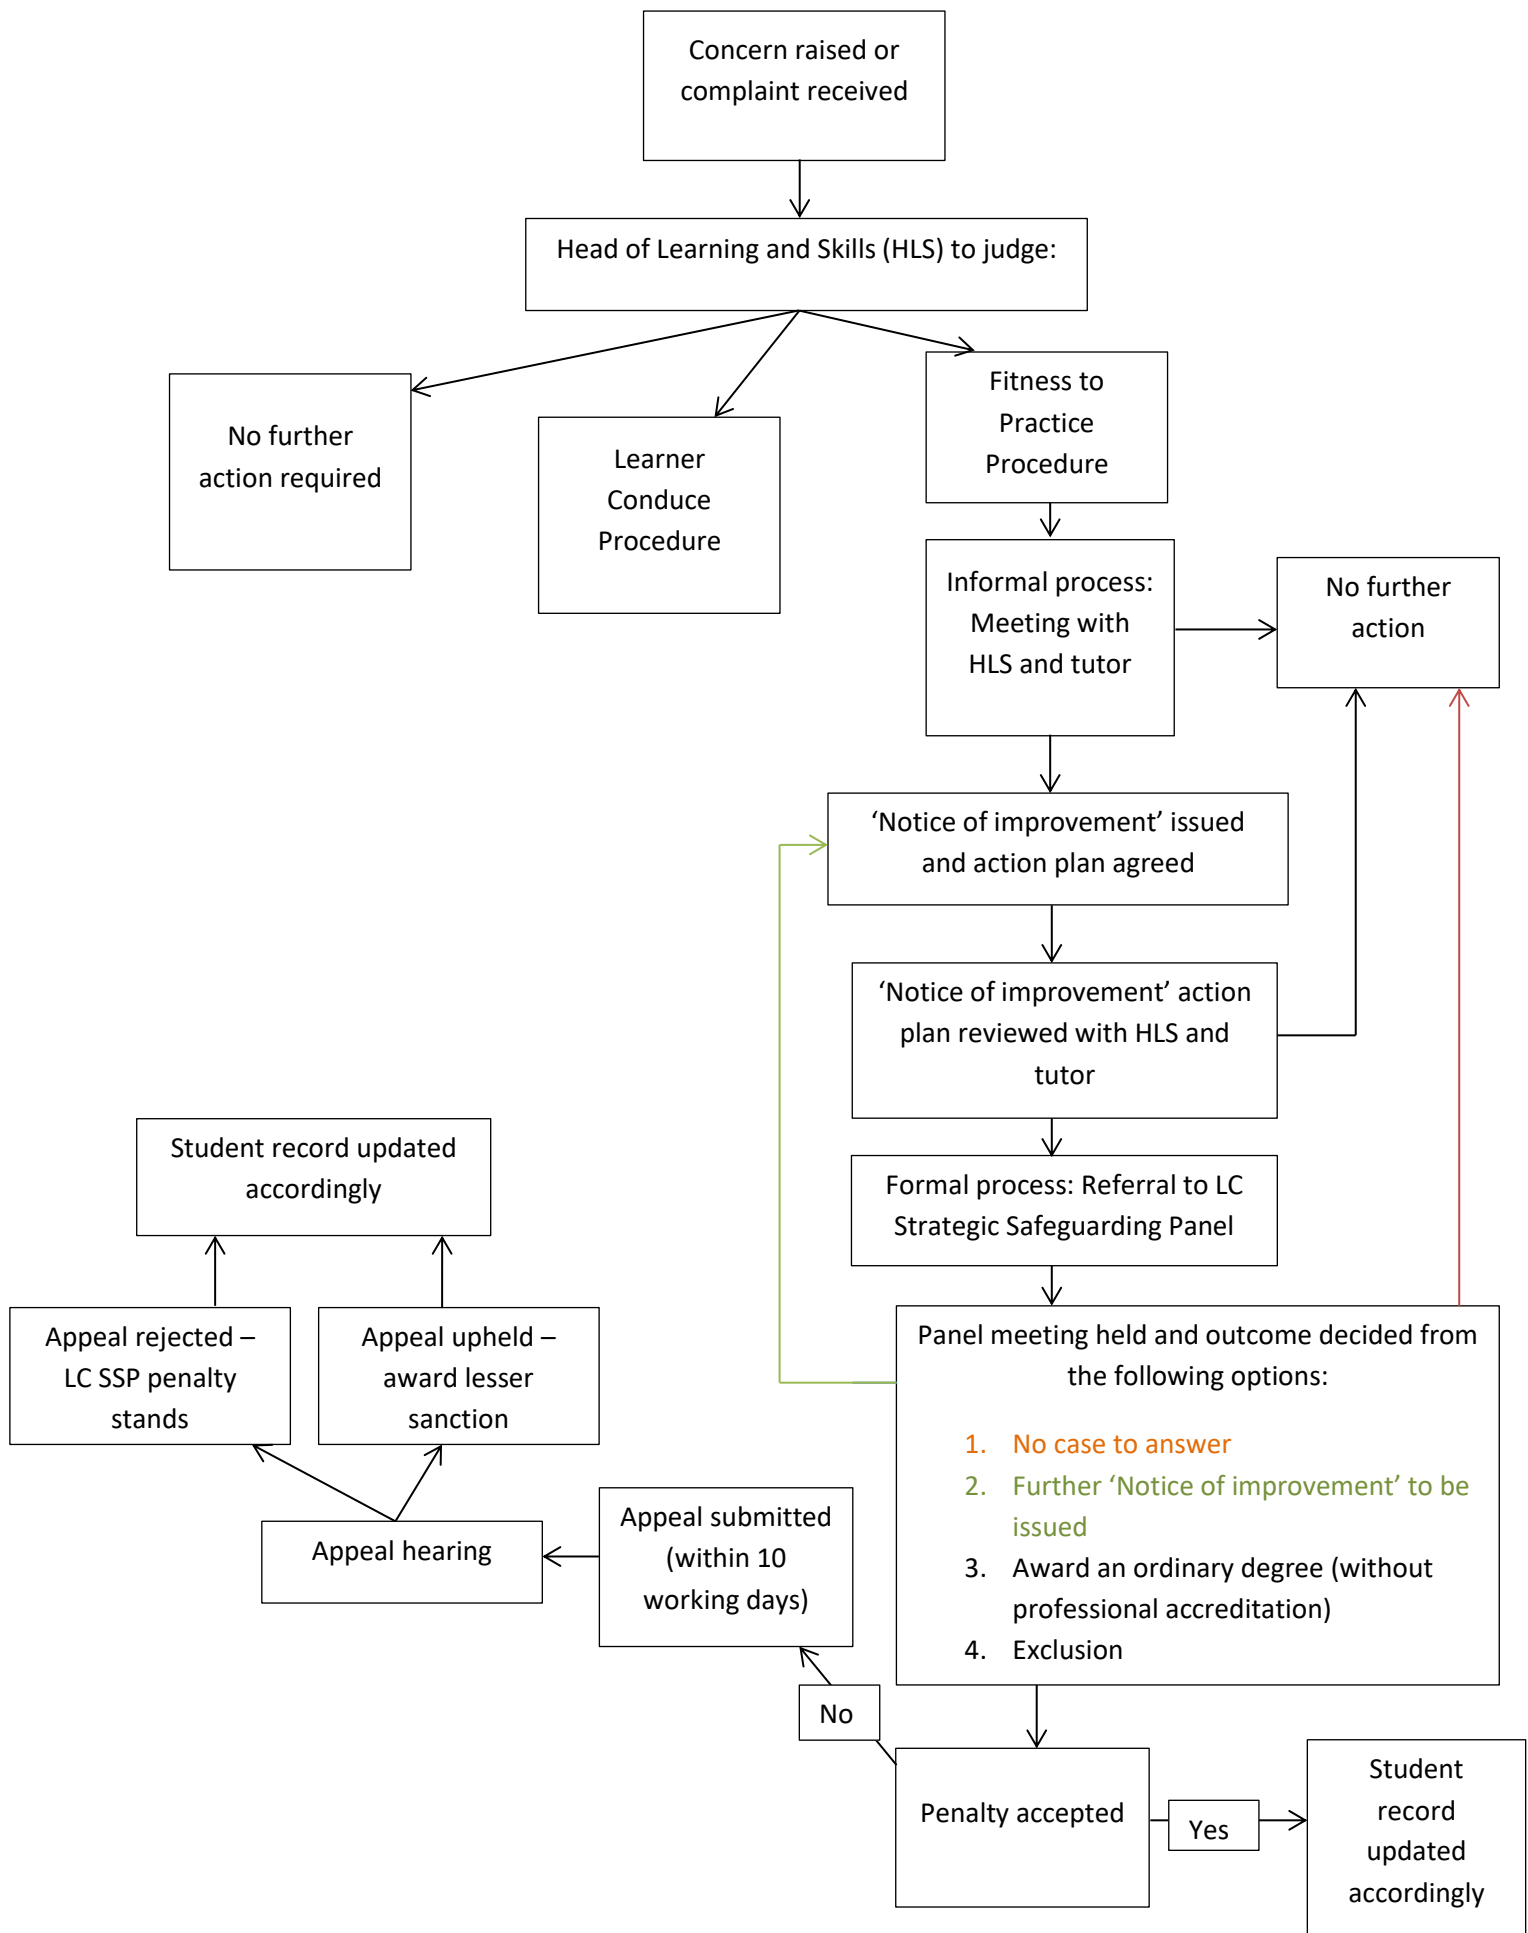 Concern raised or
complaint received
Head of Learning and Skills (HLS) to judge:
No further
action required
Learner
Conduce
Procedure
Fitness to
Practice
Procedure
Informal process:
Meeting with
HLS and tutor
No further
action
‘Notice of improvement’ issued
and action plan agreed
‘Notice of improvement’ action
plan reviewed with HLS and
tutor
Formal process: Referral to LC
Strategic Safeguarding Panel
Panel meeting held and outcome decided from
the following options:
1. No case to answer
2. Further ‘Notice of improvement’ to be
issued
3. Award an ordinary degree (without
professional accreditation)
4. Exclusion
Penalty accepted
Yes
Student
record
updated
accordingly
No
Appeal submitted
(within 10
working days)
Appeal hearing
Appeal rejected –
LC SSP penalty
stands
Appeal upheld –
award lesser
sanction
Student record updated
accordingly